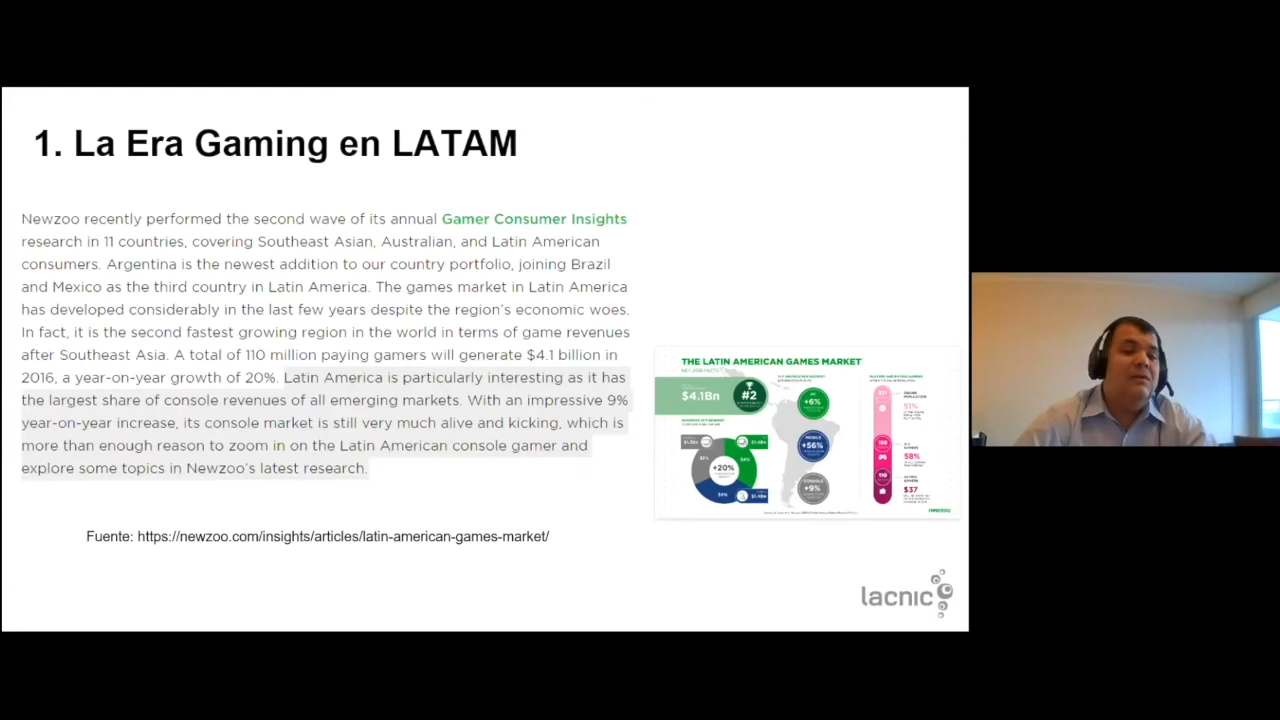 1. La Era Gaming en LATAM
Newzoo recently performed the second wave of its annual Gamer Consumer Insights
research in 11 countries, covering Southeast Asian, Australian, and Latin American
consumers. Argentina is the newest addition to our country portfolio, joining Brazil
and Mexico as the third country in Latin America. The games market in Latin America
has developed considerably in the last few years despite the region's economic woes.
In fact, it is the second fastest growing region in the world in terms of game revenues
after Southeast Asia. A total of 110 million paying gamers will generate $4.1 billion in
2016, a year-on-year growth of 20%. Latin America is particularly interesting as it has
the largest share of console revenues of all emerging markets. With an impressive 9%
year-on-year increase, its console market is still very much alive and kicking, which is
more than enough reason to zoom in on the Latin American console game and
explore some topics in Newzoo's latest research.
THE LATIN AMERICAN GAMES MARKET
$4.1Bn
#2
+6%
MOBILE
+56%
CONSOLE
+9%
+20%
34%
58%
110
$37
newzoo
Fuente: https://newzoo.com/insights/articles/latin-american-games-market/
lacnic